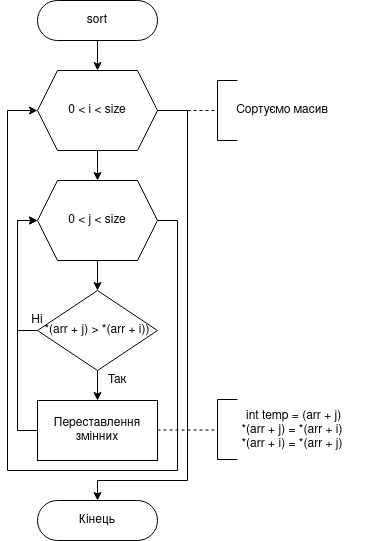 sort
0 < i < size
Сортуємо масив
0 < j < size
Ні
*(arr + j) > *(arr + i))
Так
Переставлення
змінних
int temp = (arr + j)
*(arr + j) = *(arr + i)
*(arr + i) = *(arr + j)
Кінець